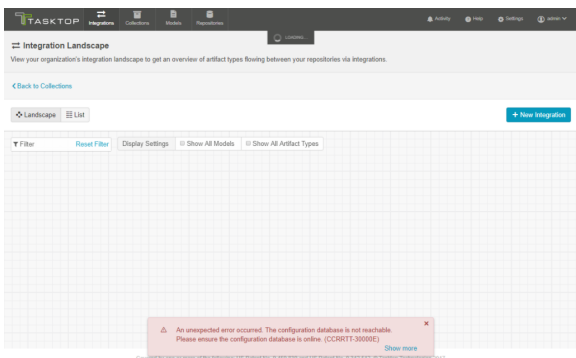 TASKTOP
Integrations Collections Models Repositories Activity Help Settings admin
LOADING...
Integration Landscape
View your organization's integration landscape to get an overview of artifact types flowing between your repositories via integrations.
Back to Collections
Landscape List + New Integration
Filter Reset Filter Display Settings Show All Models Show All Artifact Types
An unexpected error occurred. The configuration database is not reachable.
Please ensure the configuration database is online. (CCRRTT-30000E)
Show more